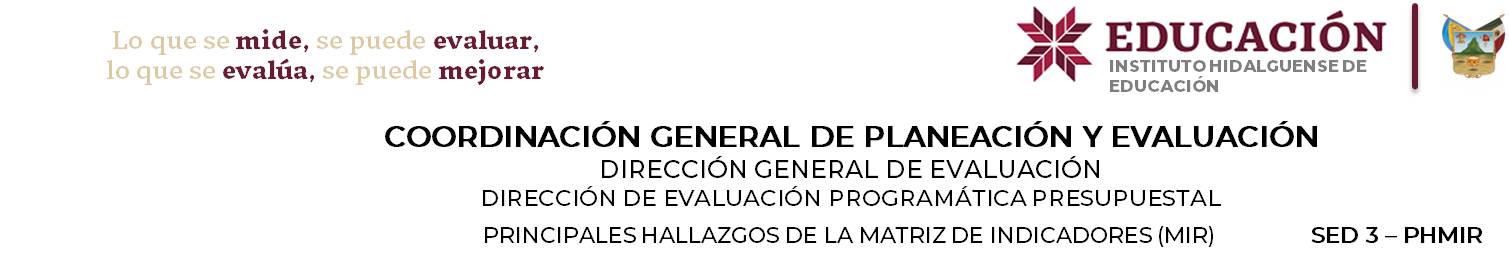 Lo que se mide, se puede evaluar,
lo que se evalúa, se puede mejorar
EDUCACIÓN
INSTITUTO HIDALGUENSE DE
EDUCACIÓN
COORDINACIÓN GENERAL DE PLANEACIÓN Y EVALUACIÓN
DIRECCIÓN GENERAL DE EVALUACIÓN
DIRECCIÓN DE EVALUACIÓN PROGRAMÁTICA PRESUPUESTAL
PRINCIPALES HALLAZGOS DE LA MATRIZ DE INDICADORES (MIR) SED 3 – PHMIR